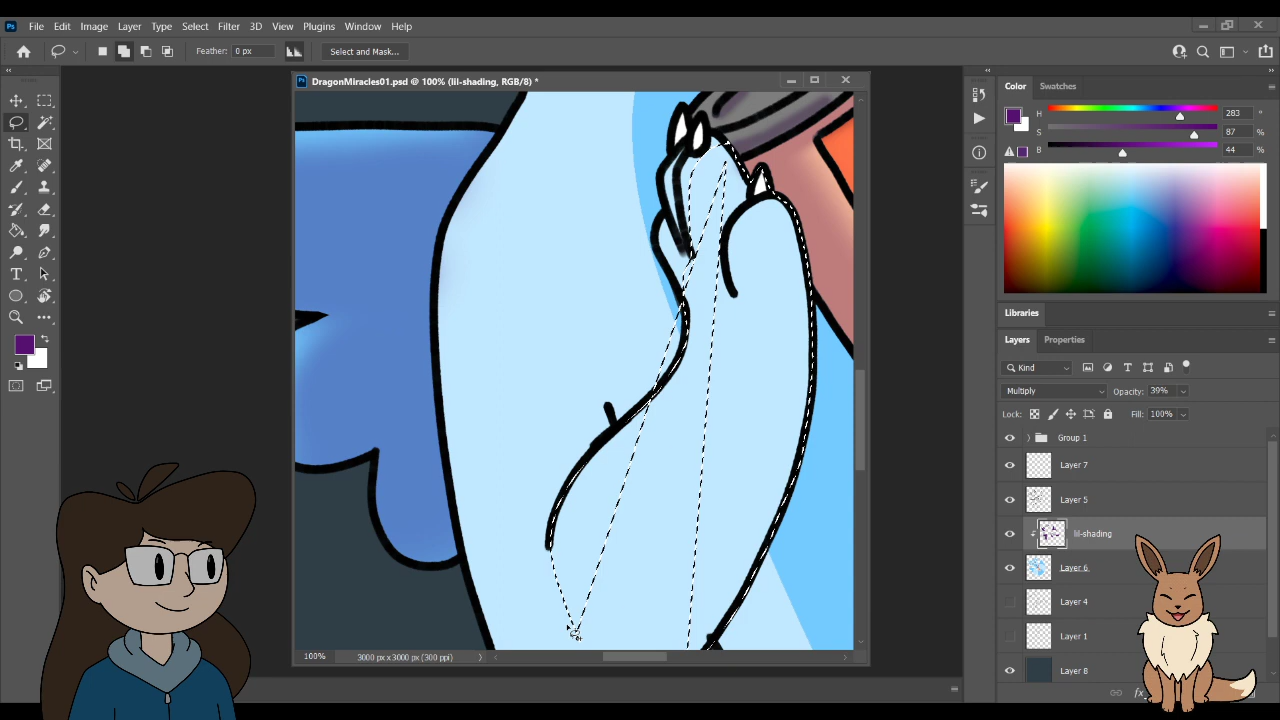 Ps File Edit Image Layer Type Select Filter 3D View Plugins Window Help
Feather: 0 px Select and Mask...
Ps DragonMiracles01.psd @ 100% (lil-shading, RGB/8) *
Color Swatches
H 283 °
S 87 %
B 44 %
Libraries
Layers Properties
Kind
Multiply Opacity: 39%
Lock: Fill: 100%
Group 1
Layer 7
Layer 5
lil-shading
Layer 6
Layer 4
Layer 1
Layer 8
100% 3000 px x 3000 px (300 ppi)
fx